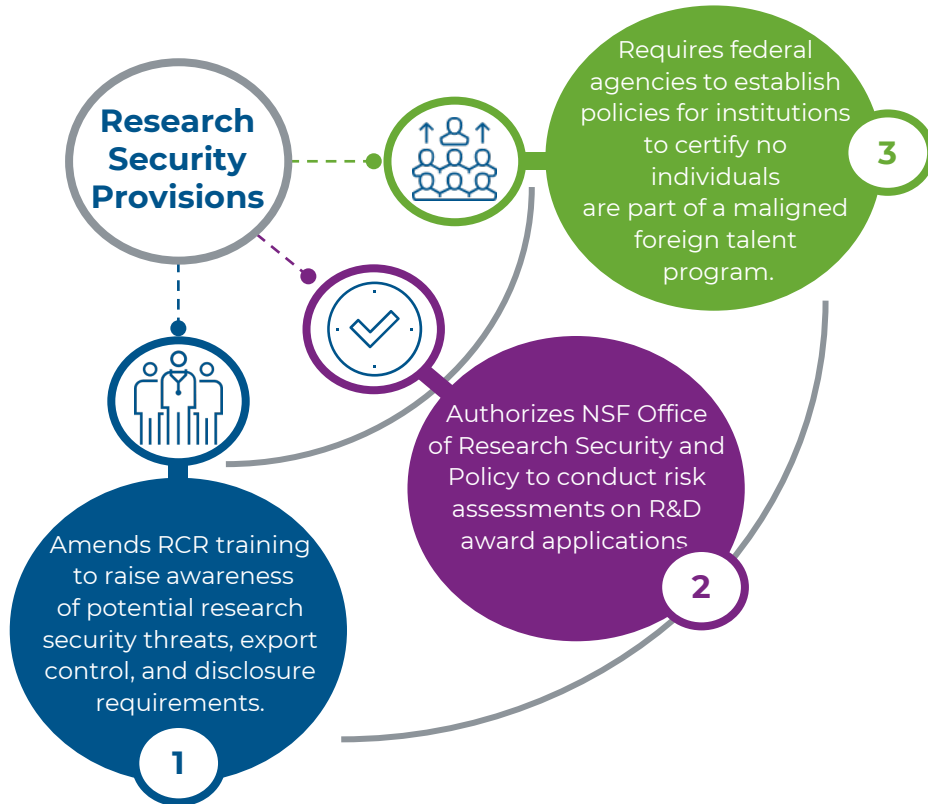 Research
Security
Provisions
Amends RCR training
to raise awareness
of potential research
security threats, export
control, and disclosure
requirements.
1
Authorizes NSF Office
of Research Security and
Policy to conduct risk
assessments on R&D
award applications
2
Requires federal
agencies to establish
policies for institutions
to certify no
individuals
are part of a maligned
foreign talent
program.
3